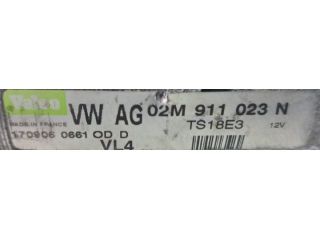 Valeo VW AG 02M 911 023 N
MADE IN FRANCE TS18E3 12V
170906 0661 OD D
VL4